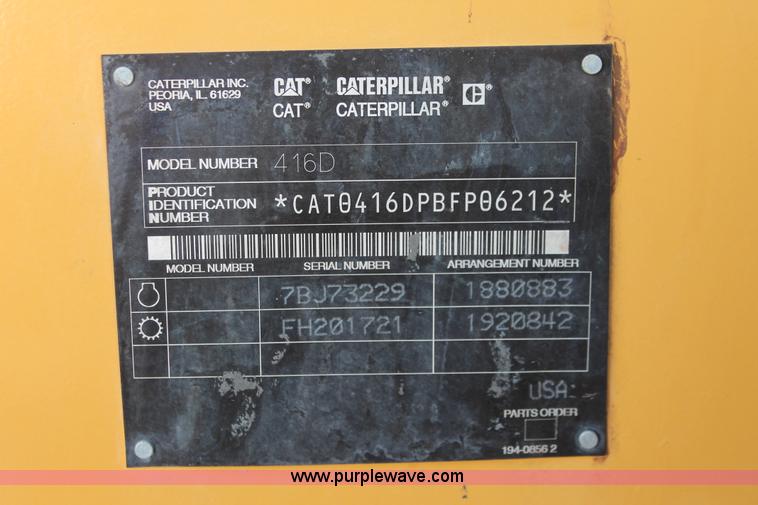 CATERPILLAR INC.
PEORIA, IL. 61629
USA
CAT® CATERPILLAR® C®
CAT® CATERPILLAR®
MODEL NUMBER 416D
PRODUCT
IDENTIFICATION
NUMBER
*CAT0416DPBFP06212*
MODEL NUMBER SERIAL NUMBER ARRANGEMENT NUMBER
7BJ73229 1880883
FH201721 1920842
USA
PARTS ORDER
194-0856 2
www.purplewave.com